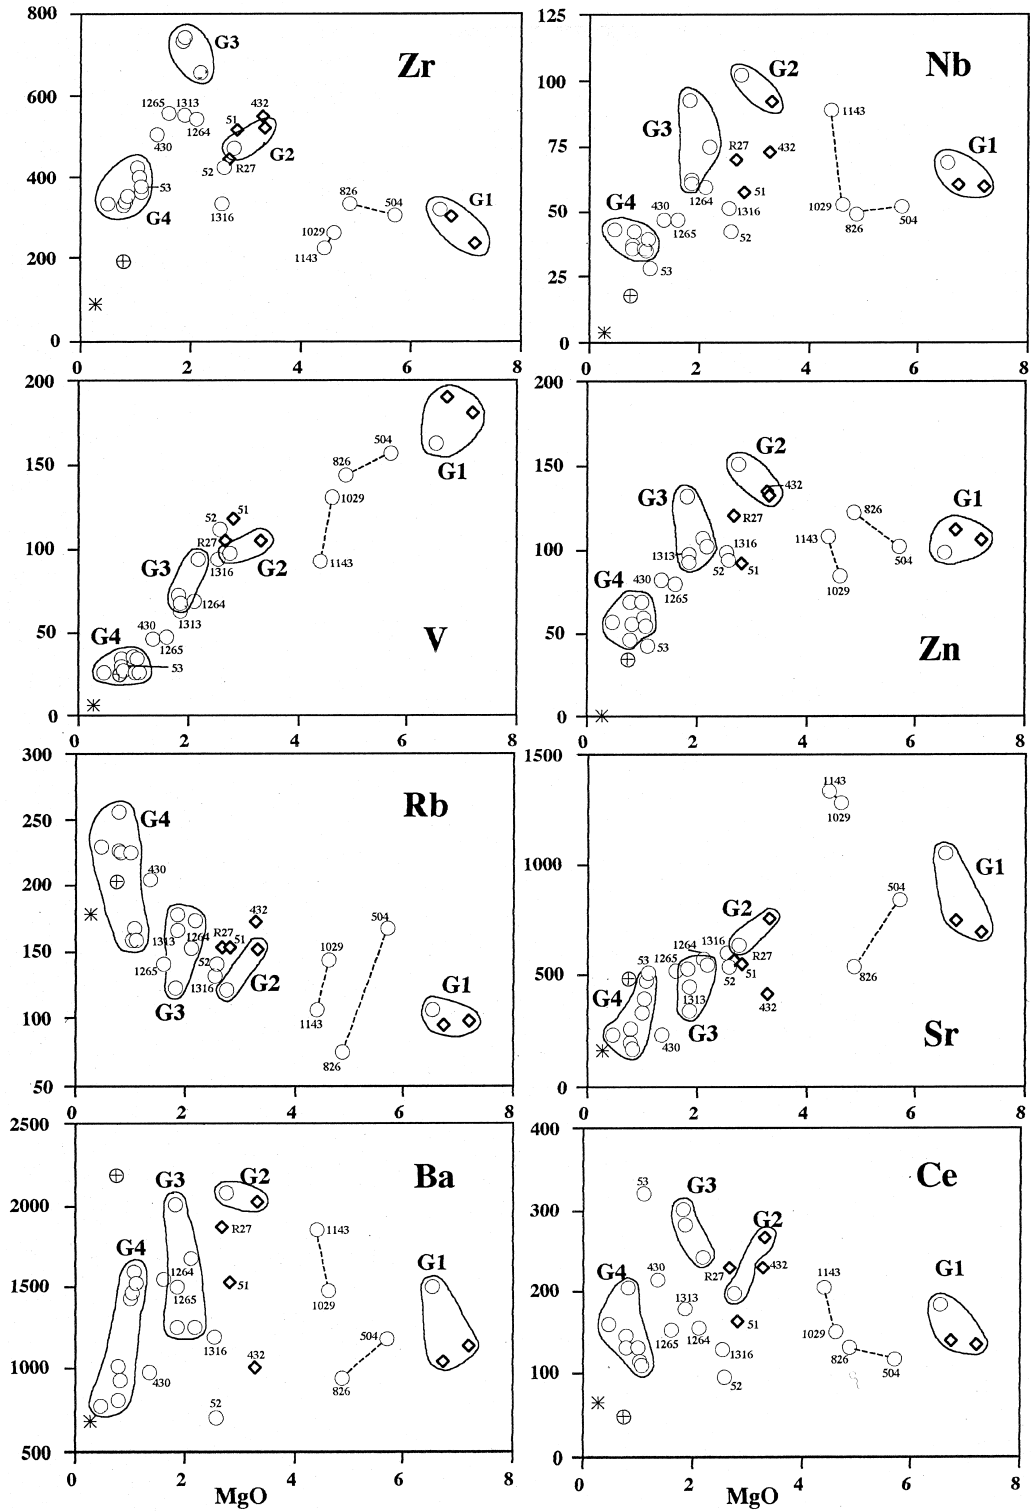 800
600
400
200
0
0 2 4 6 8
Zr
G3
1265 1313 1264
430
51
432
G2
52 R27
53
G4
1316
826
504
G1
1029
1143
125
100
75
50
25
0
0 2 4 6 8
Nb
G2
G3
1143
R27
432
G1
51
1264
G4
430
1316
1265
52
53
1029
826
504
200
150
100
50
0
0 2 4 6 8
V
504
826
G1
1029
51
52
R27
G3
1316
G2
1143
1264
1313
430
1265
G4
53
200
150
100
50
0
0 2 4 6 8
Zn
G2
432
G3
R27
826
G1
1143
1316
1313
52
51
504
1029
G4
430
1265
53
300
250
200
150
100
50
0 2 4 6 8
Rb
G4
430
432
504
R27
51
1313
1264
1029
1265
52
1316
G2
G3
1143
G1
826
1500
1000
500
0
0 2 4 6 8
Sr
1143
1029
G1
504
G2
1264
1316
R27
53
1265
52
51
826
G4
1313
432
G3
430
2500
2000
1500
1000
500
0 2 4 6 8
MgO
Ba
G3
G2
R27
1143
G4
1264
51
G1
1265
1029
1316
504
432
430
826
52
400
300
200
100
0
0 2 4 6 8
MgO
Ce
53
G3
G2
R27
432
G4
430
1143
G1
1313
51
1265
1264
1029
1316
826
504
52